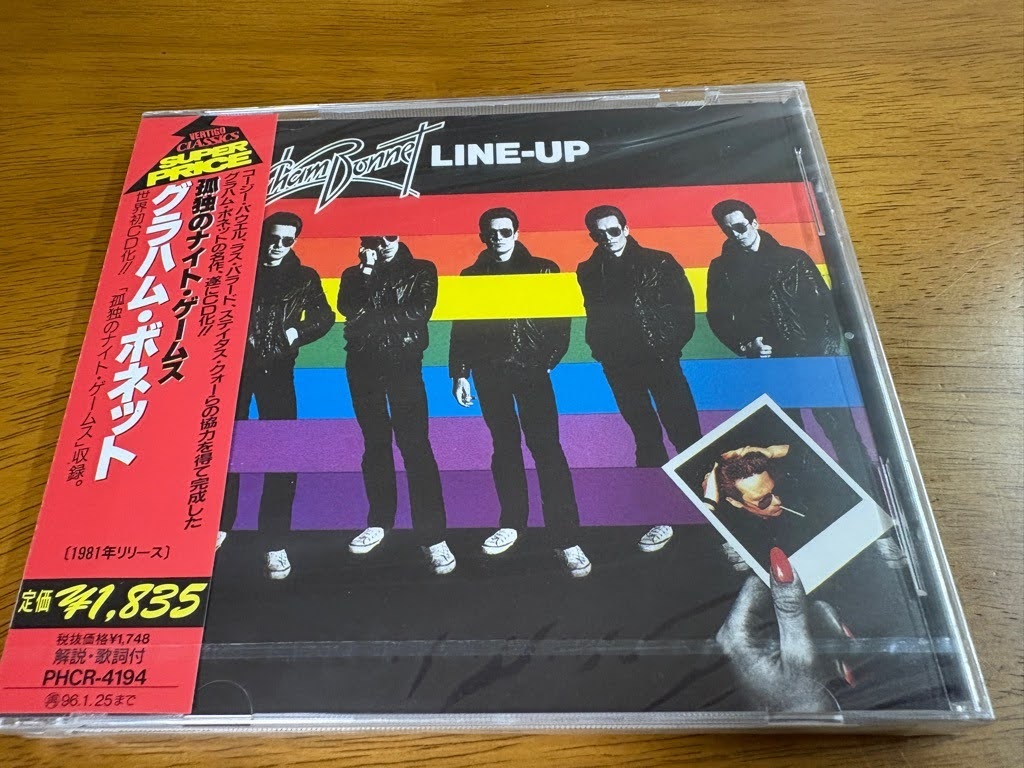 VERTIGO
CLASSICS
SUPER
PRICE
コージー・パウエル、ラス・バラード、ステイタス・クォーらの協力を得て完成した
グラハム・ボネットの名作、遂にCD化!!
孤独のナイト・ゲームス
グラハム・ボネット
世界初CD化!!
「孤独のナイト・ゲームス」収録。
〔1981年リリース〕
定価 ¥1,835
税抜価格¥1,748
解説・歌詞付
PHCR-4194
96.1.25まで
ham Bonnet LINE-UP